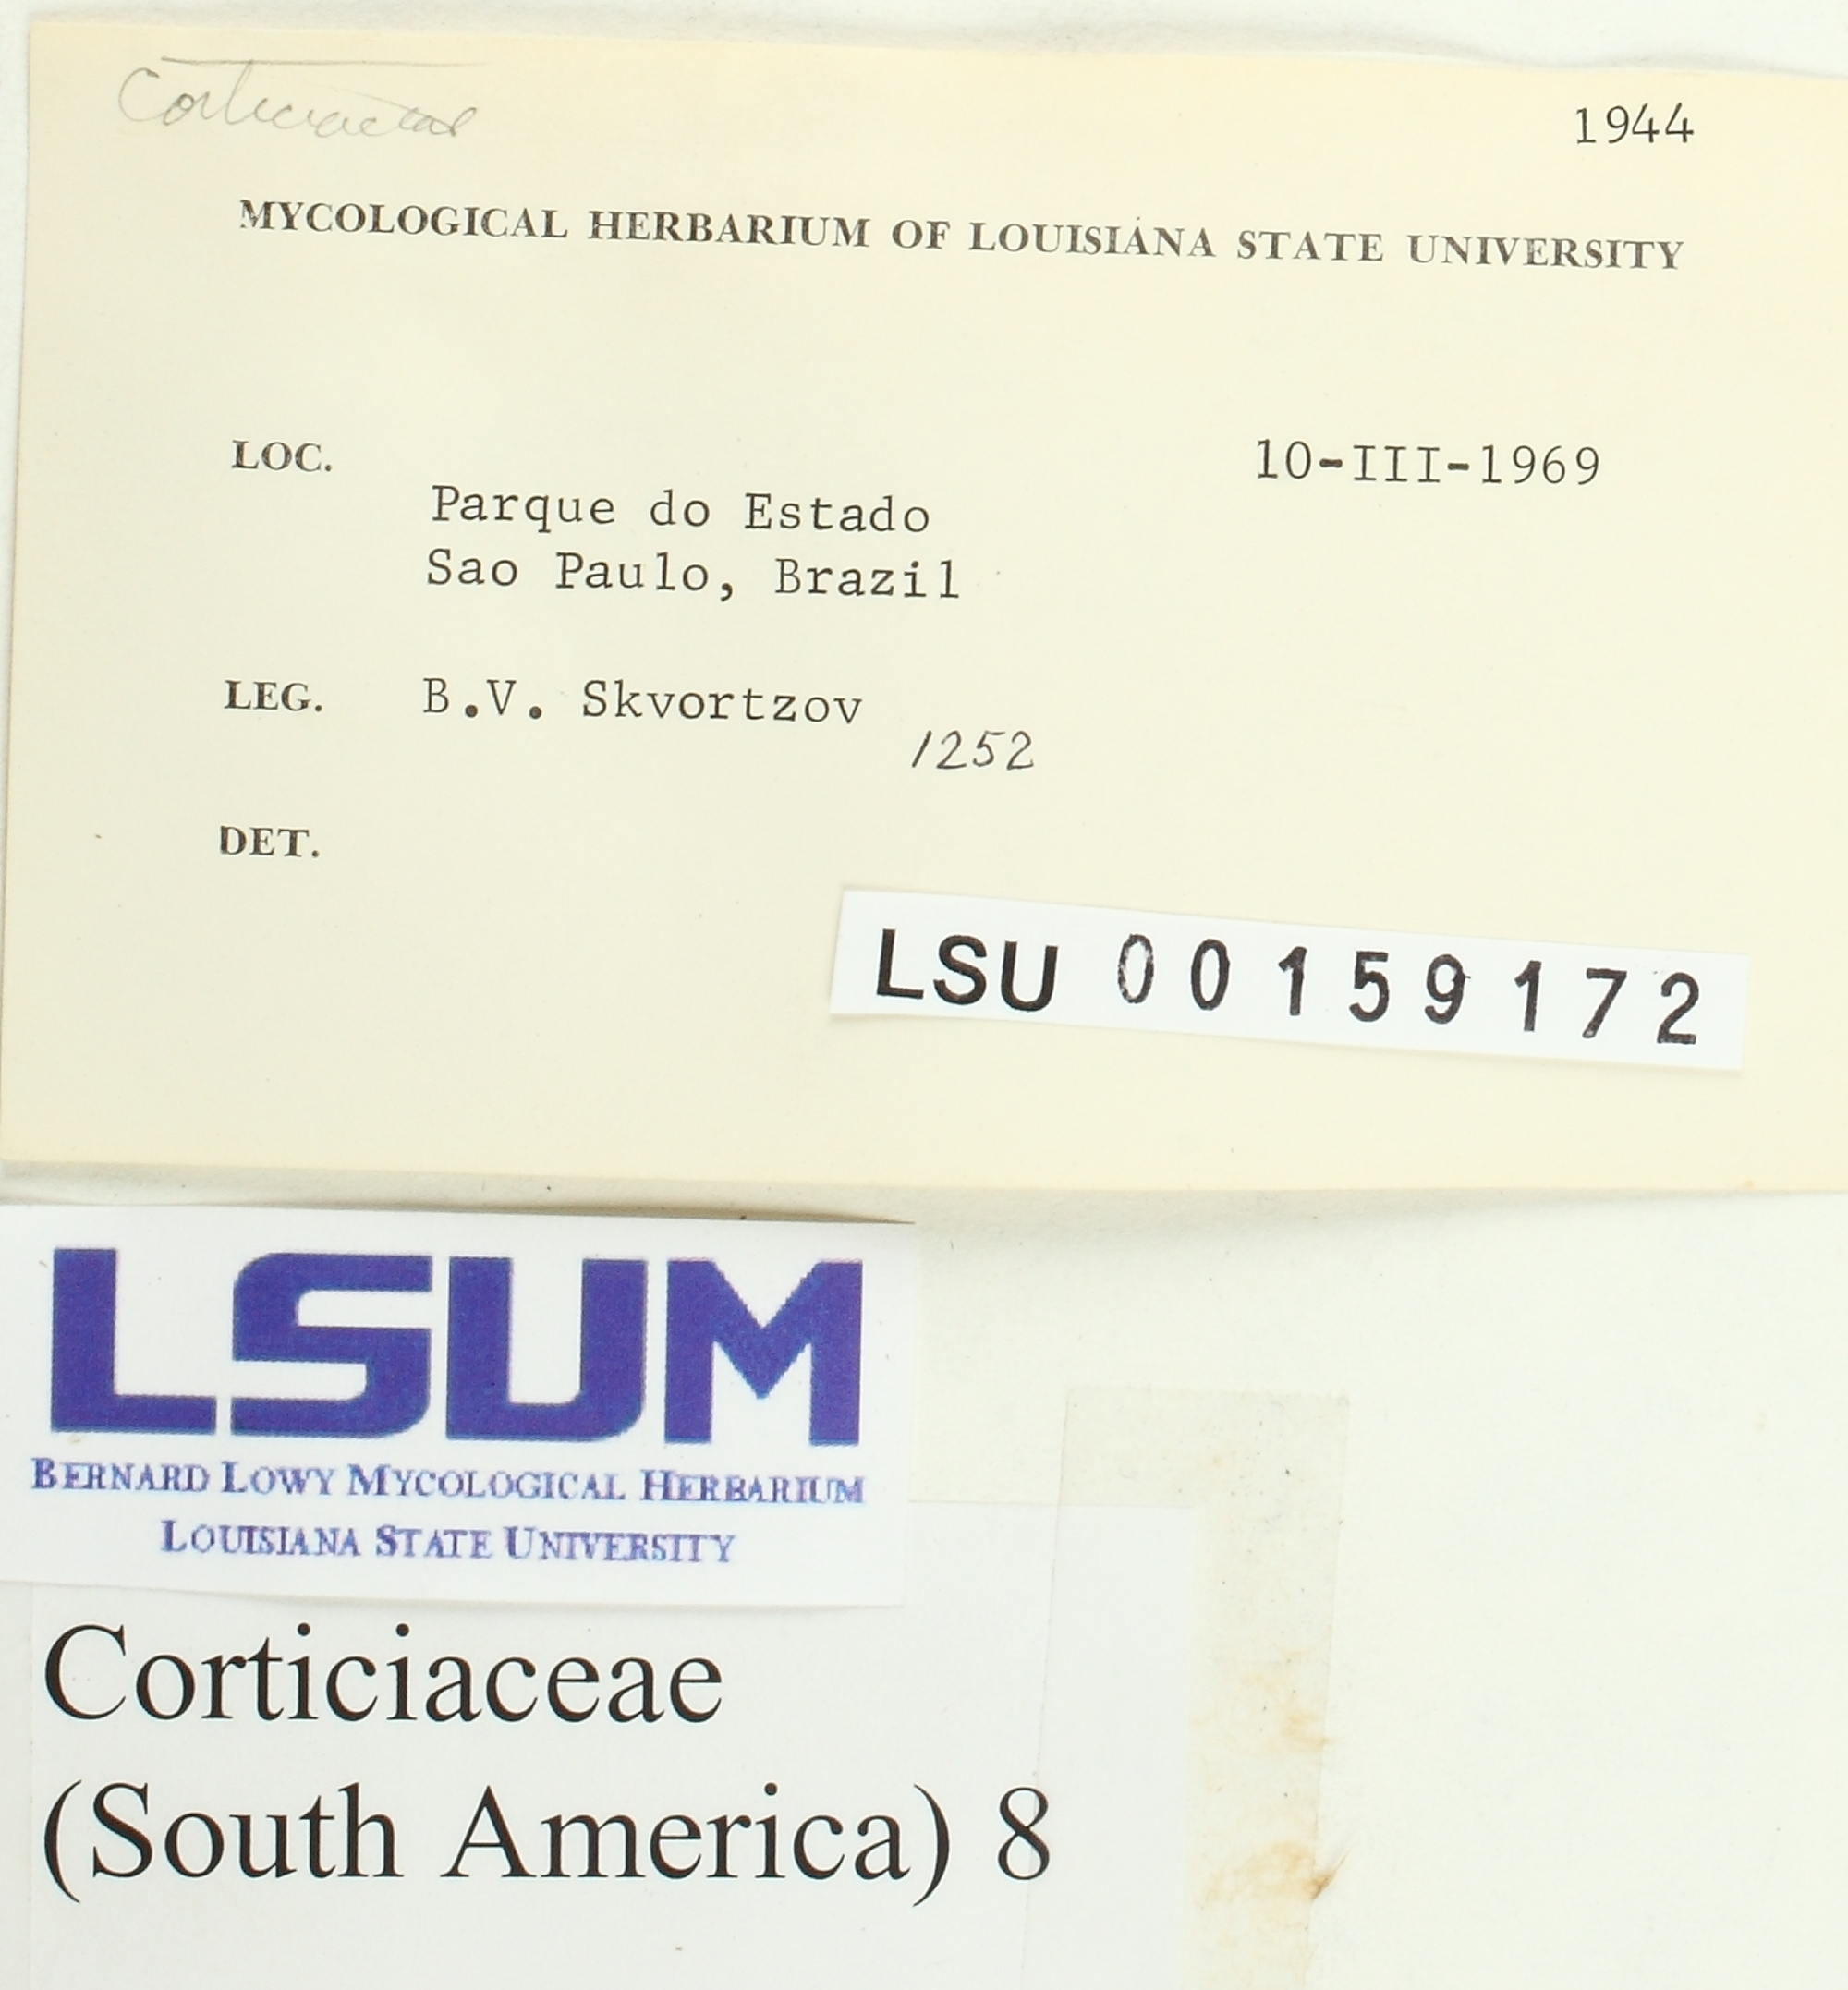 Corticiaceae
1944
MYCOLOGICAL HERBARIUM OF LOUISIANA STATE UNIVERSITY
LOC.
10-III-1969
Parque do Estado
Sao Paulo, Brazil
LEG. B.V. Skvortzov
1252
DET.
LSU 00159172
LSUM
BERNARD LOWY MYCOLOGICAL HERBARIUM
LOUISIANA STATE UNIVERSITY
Corticiaceae
(South America) 8